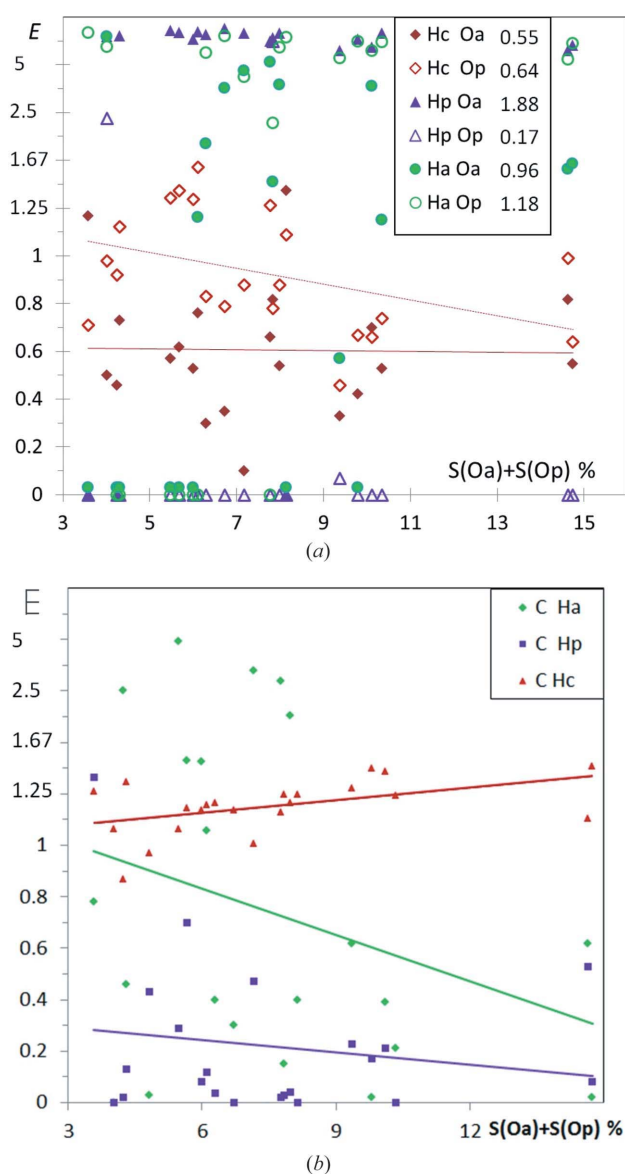 E
5
2.5
1.67
1.25
1
0.8
0.6
0.4
0.2
0
Hc Oa 0.55
Hc Op 0.64
Hp Oa 1.88
Hp Op 0.17
Ha Oa 0.96
Ha Op 1.18
S(Oa)+S(Op) %
3 5 7 9 11 13 15
(a)
E
5
2.5
1.67
1.25
1
0.8
0.6
0.4
0.2
0
C Ha
C Hp
C Hc
3 6 9 12 S(Oa)+S(Op) %
(b)